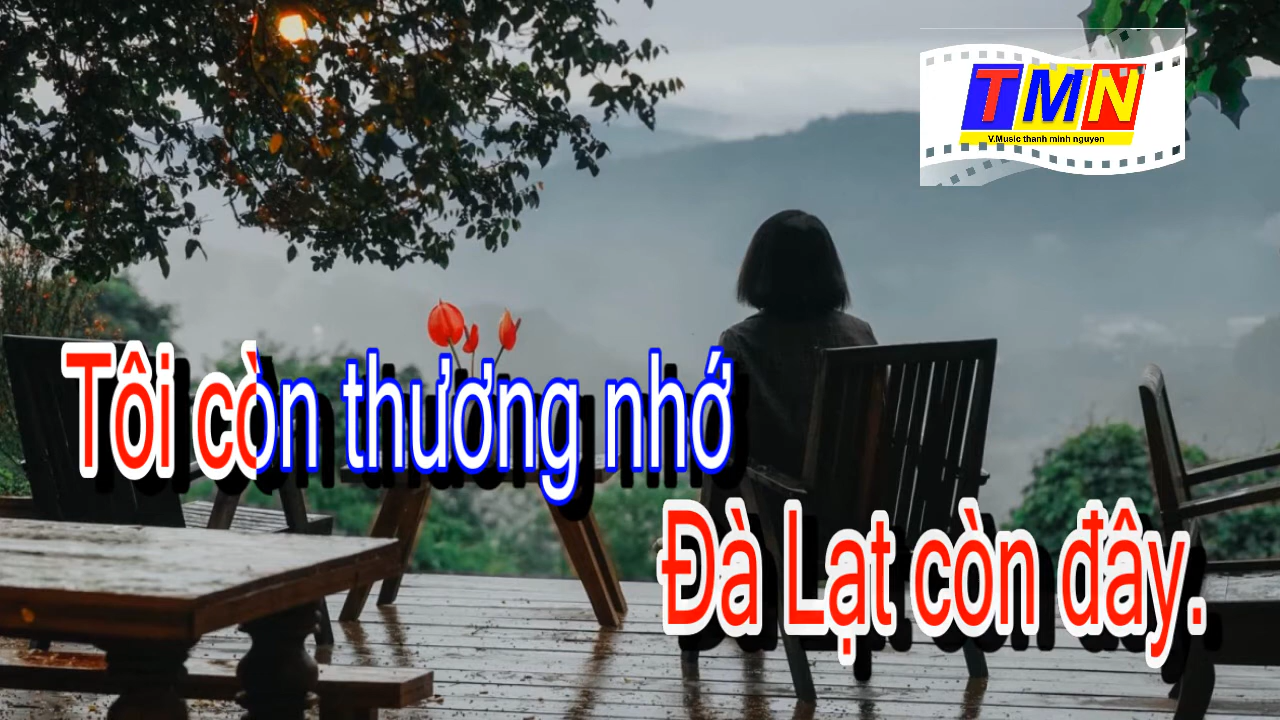 TMN
V.Music thanh minh nguyen
Tôi còn thương nhớ
Đà Lạt còn đây.